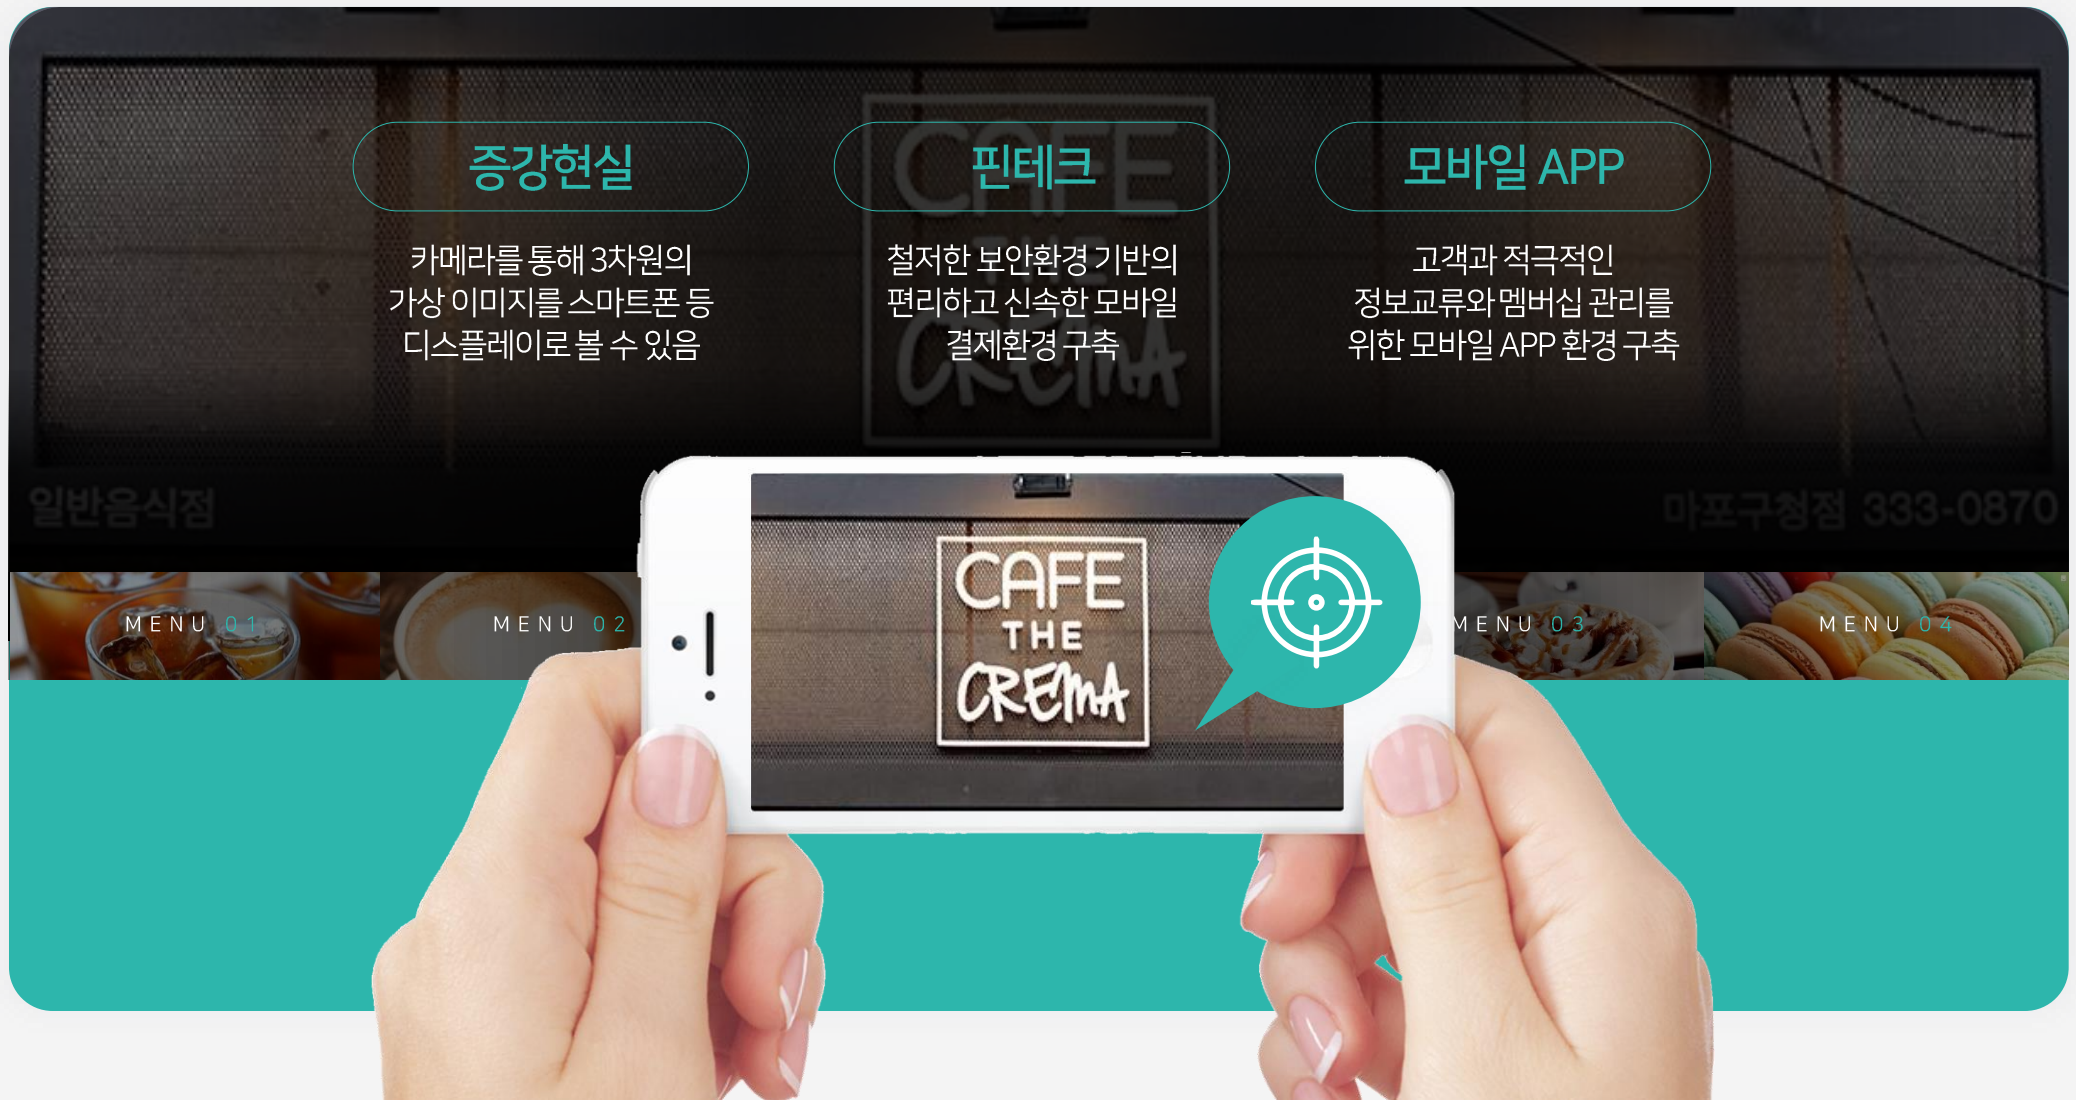 증강현실
카메라를 통해 3차원의
가상 이미지를 스마트폰 등
디스플레이로 볼 수 있음
핀테크
철저한 보안환경 기반의
편리하고 신속한 모바일
결제환경 구축
모바일 APP
고객과 적극적인
정보교류와 멤버십 관리를
위한 모바일 APP 환경 구축
CAFE
THE
CREMA
일반음식점
마포구청점 333-0870
MENU 01
MENU 02
CAFE
THE
CREMA
MENU 03
MENU 04